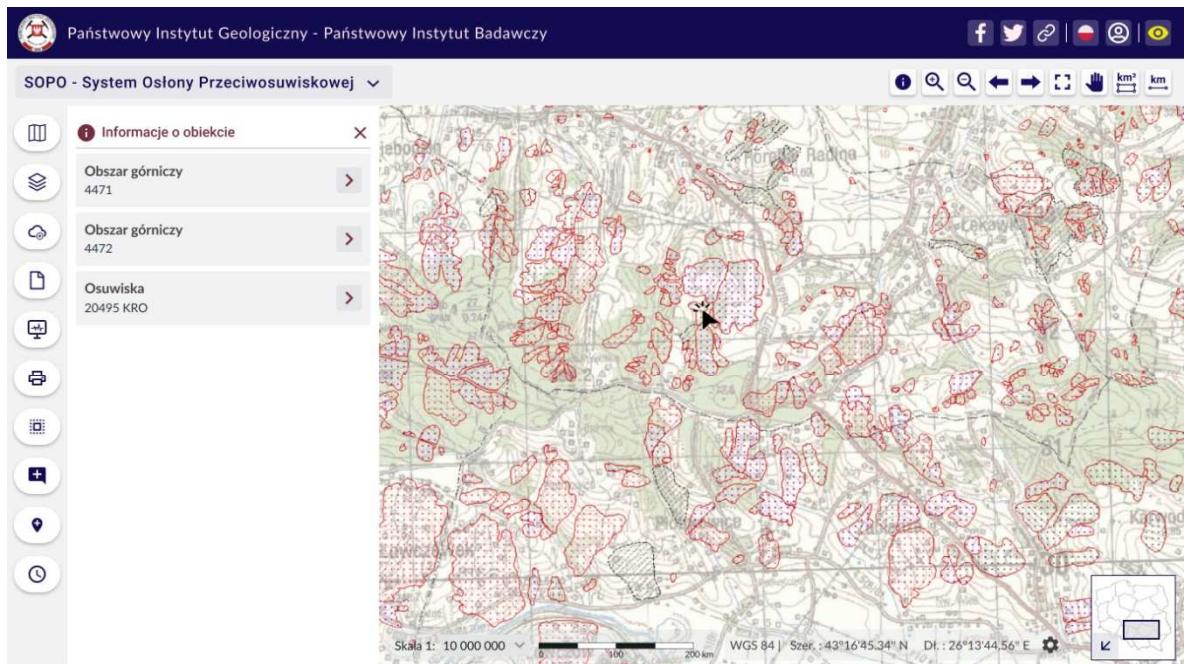 Państwowy Instytut Geologiczny - Państwowy Instytut Badawczy
SOPO - System Osłony Przeciwosuwiskowej
km²
km
Informacje o obiekcie
Obszar górniczy
4471
Obszar górniczy
4472
Osuwiska
20495 KRO
Radlna
Łękawka
Skala 1: 10 000 000
0 100 200 km
WGS 84 | Szer. : 43°16'45.34" N Dł. : 26°13'44,56" E